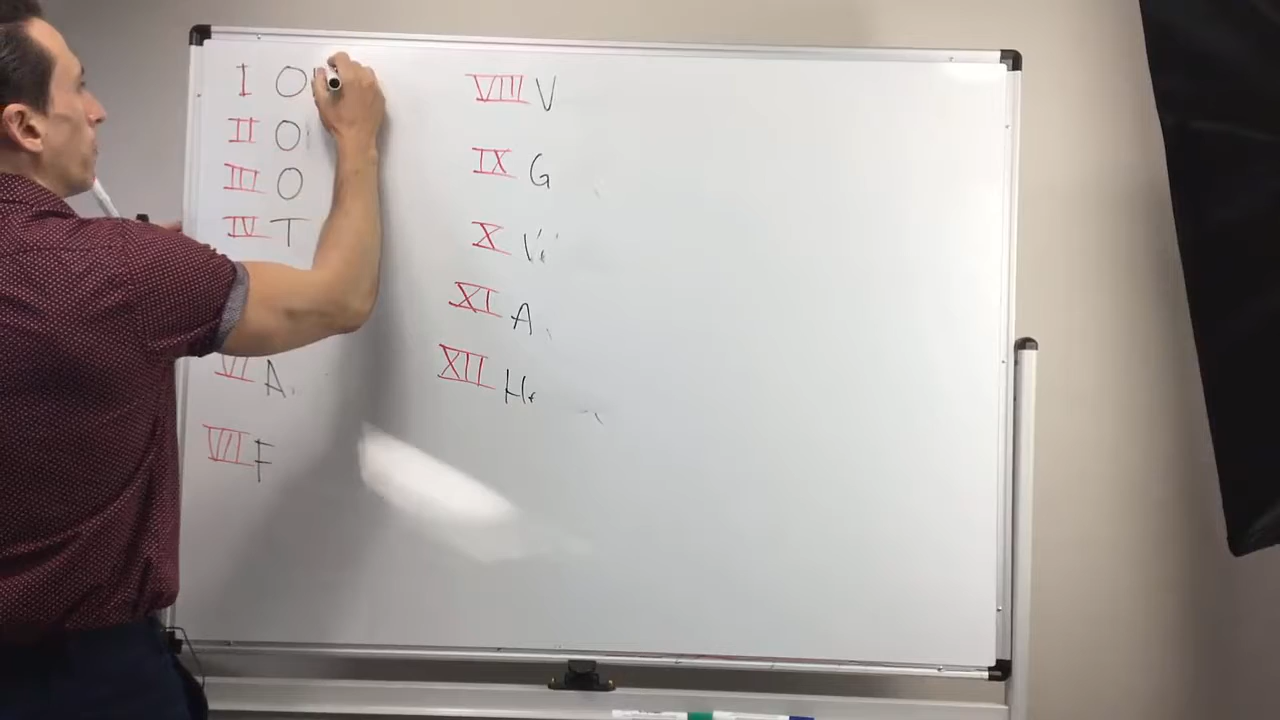 I O
II O
III O
IV T
VI A
VII F
VIII V
IX G
X V
XI A
XII H